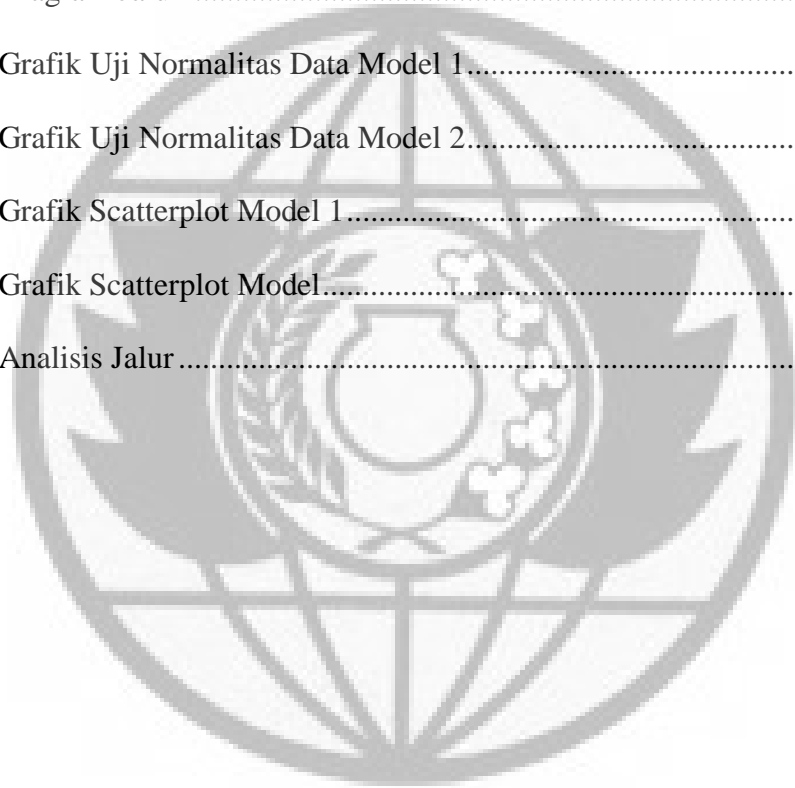 Grafik Uji Normalitas Data Model 1....................................
Grafik Uji Normalitas Data Model 2....................................
Grafik Scatterplot Model 1.................................................
Grafik Scatterplot Model....................................................
Analisis Jalur...................................................................